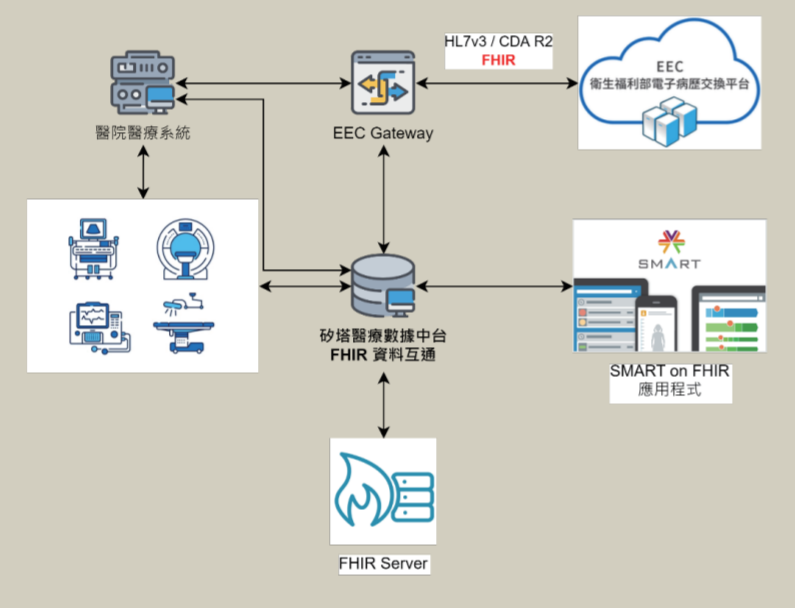 HL7v3 / CDA R2
FHIR
EEC
衛生福利部電子病歷交換平台
醫院醫療系統
EEC Gateway
SMART
矽塔醫療數據中台
FHIR 資料互通
SMART on FHIR
應用程式
FHIR Server